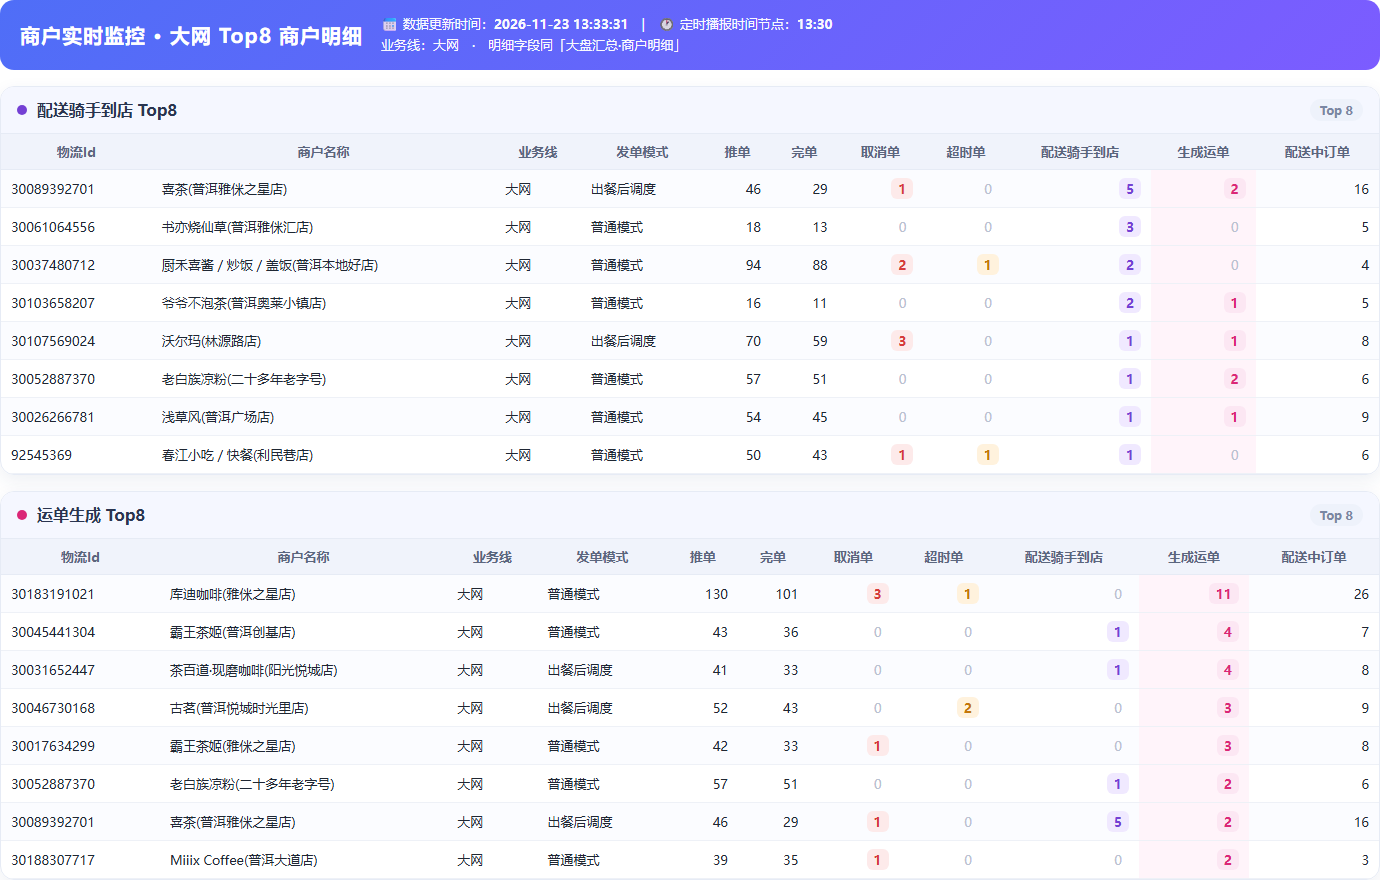 商户实时监控 · 大网 Top8 商户明细
数据更新时间：2026-11-23 13:33:31 | 定时播报时间节点：13:30
业务线：大网 · 明细字段同「大盘汇总·商户明细」
配送骑手到店 Top8 Top 8
物流Id 商户名称 业务线 发单模式 推单 完单 取消单 超时单 配送骑手到店 生成运单 配送中订单
30089392701 喜茶(普洱雅侎之星店) 大网 出餐后调度 46 29 1 0 5 2 16
30061064556 书亦烧仙草(普洱雅侎汇店) 大网 普通模式 18 13 0 0 3 0 5
30037480712 厨禾喜酱 / 炒饭 / 盖饭(普洱本地好店) 大网 普通模式 94 88 2 1 2 0 4
30103658207 爷爷不泡茶(普洱奥莱小镇店) 大网 普通模式 16 11 0 0 2 1 5
30107569024 沃尔玛(林源路店) 大网 出餐后调度 70 59 3 0 1 1 8
30052887370 老白族凉粉(二十多年老字号) 大网 普通模式 57 51 0 0 1 2 6
30026266781 浅草风(普洱广场店) 大网 普通模式 54 45 0 0 1 1 9
92545369 春江小吃 / 快餐(利民巷店) 大网 普通模式 50 43 1 1 1 0 6
运单生成 Top8 Top 8
物流Id 商户名称 业务线 发单模式 推单 完单 取消单 超时单 配送骑手到店 生成运单 配送中订单
30183191021 库迪咖啡(雅侎之星店) 大网 普通模式 130 101 3 1 0 11 26
30045441304 霸王茶姬(普洱创基店) 大网 普通模式 43 36 0 0 1 4 7
30031652447 茶百道·现磨咖啡(阳光悦城店) 大网 出餐后调度 41 33 0 0 1 4 8
30046730168 古茗(普洱悦城时光里店) 大网 出餐后调度 52 43 0 2 0 3 9
30017634299 霸王茶姬(雅侎之星店) 大网 普通模式 42 33 1 0 0 3 8
30052887370 老白族凉粉(二十多年老字号) 大网 普通模式 57 51 0 0 1 2 6
30089392701 喜茶(普洱雅侎之星店) 大网 出餐后调度 46 29 1 0 5 2 16
30188307717 Miiix Coffee(普洱大道店) 大网 普通模式 39 35 1 0 0 2 3